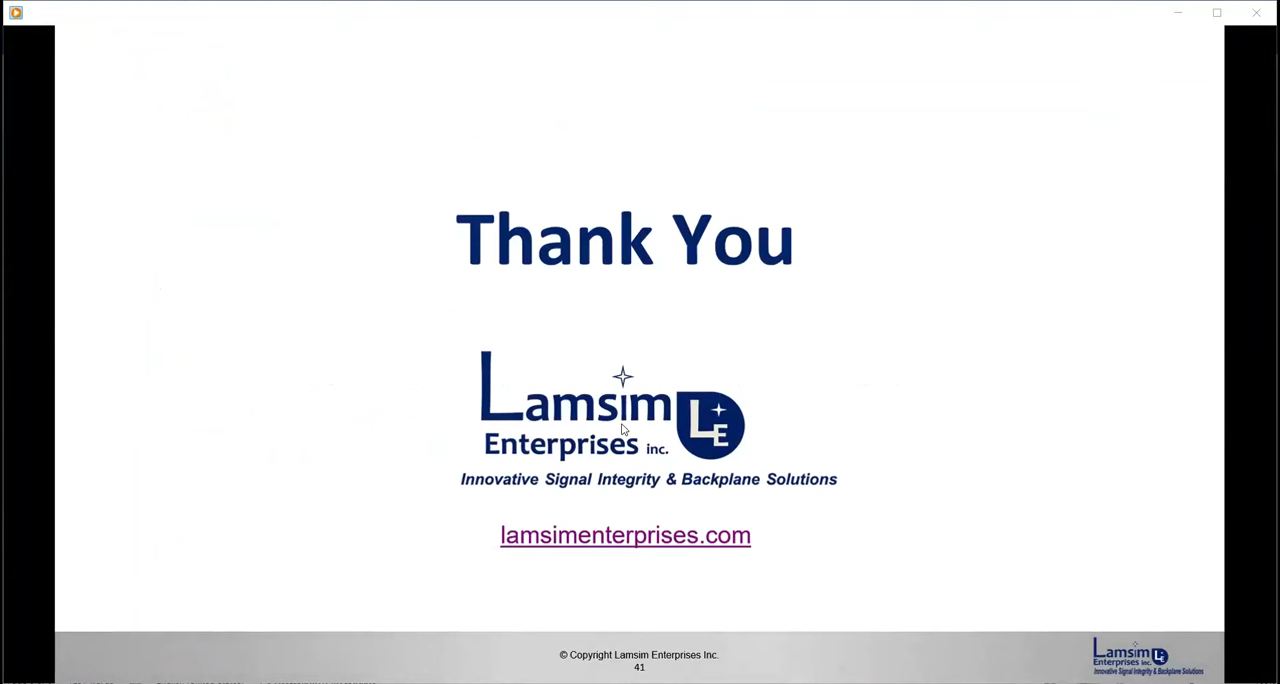 Thank You
Lamsim
Enterprises inc.
LE
Innovative Signal Integrity & Backplane Solutions
lamsimenterprises.com
© Copyright Lamsim Enterprises Inc.
41
Lamsim
Enterprises inc.
LE
Innovative Signal Integrity & Backplane Solutions